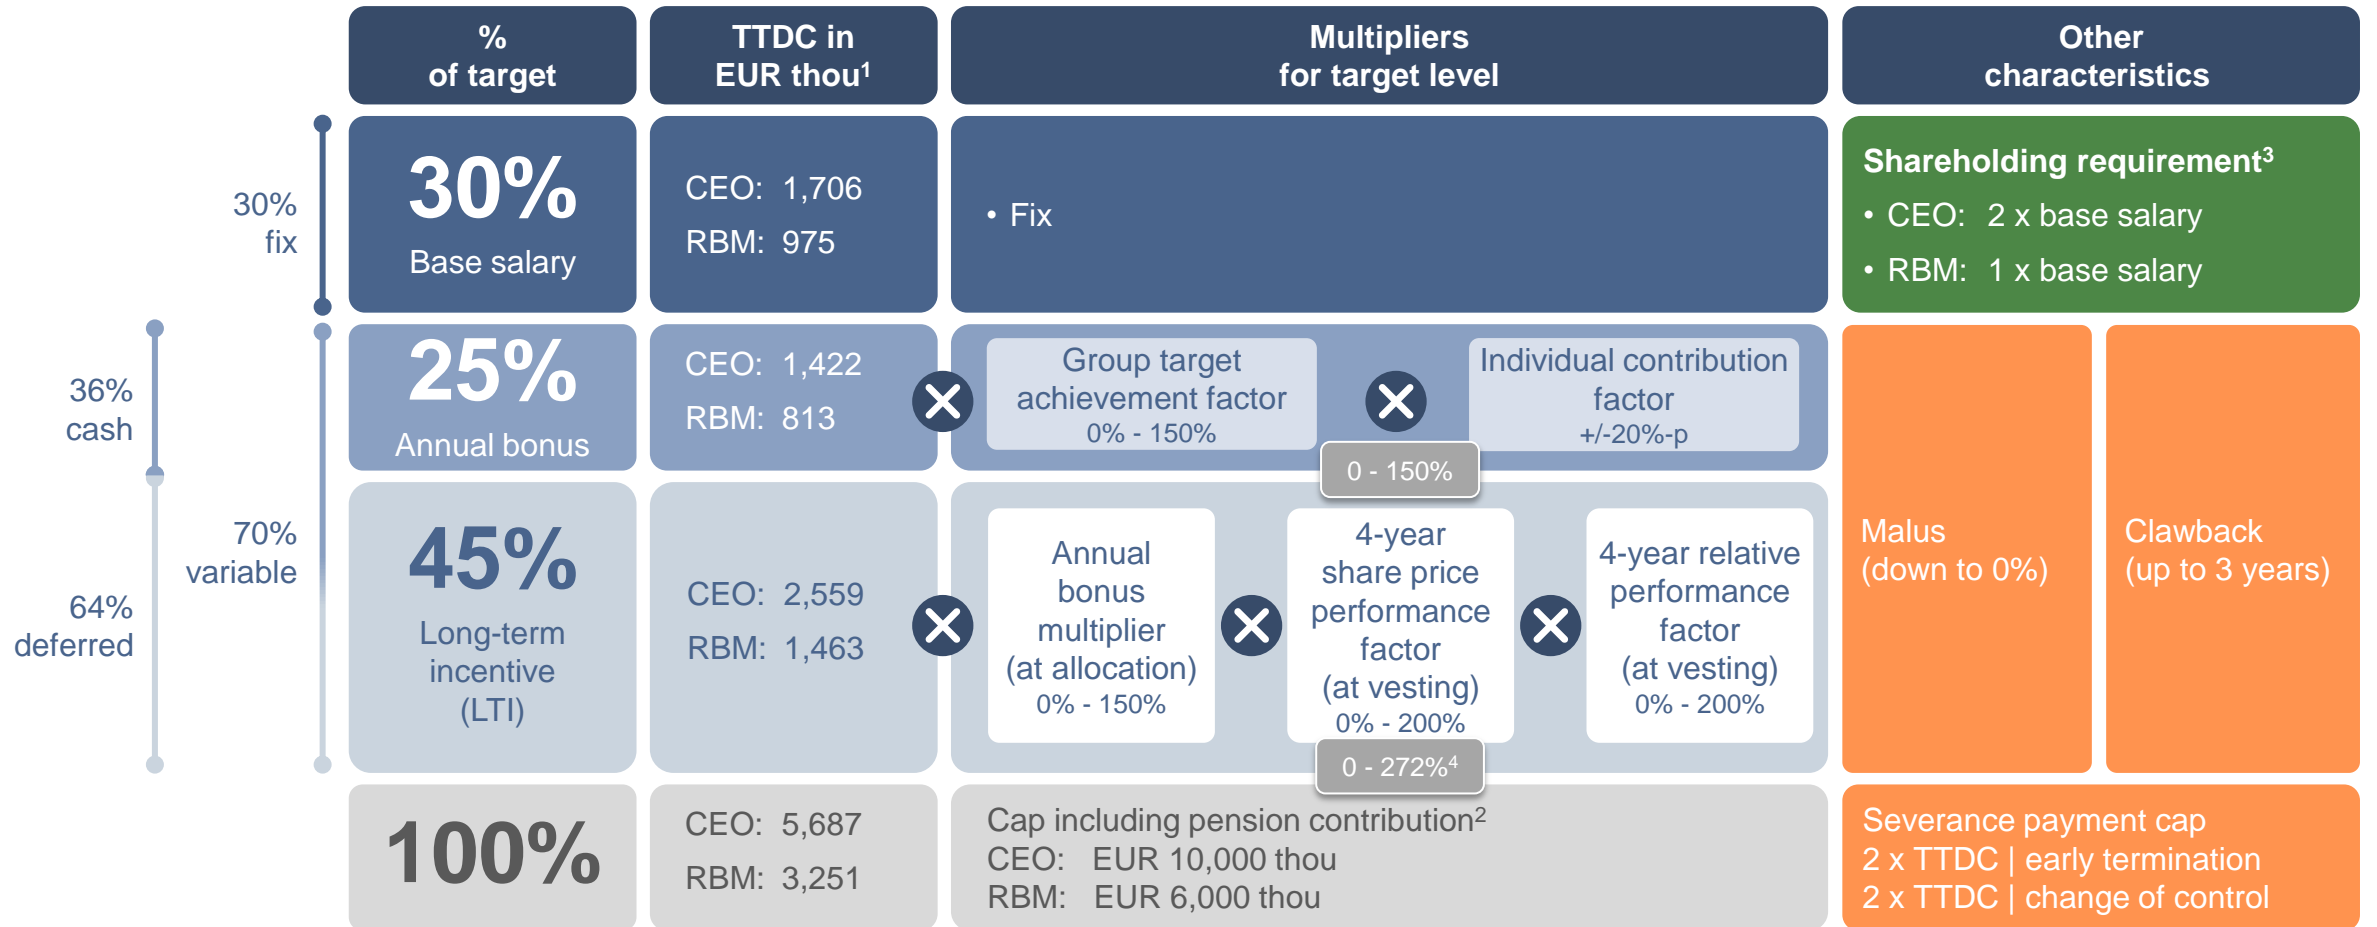 %
of target
TTDC in
EUR thou¹
Multipliers
for target level
Other
characteristics
30%
fix
30%
Base salary
CEO: 1,706
RBM: 975
• Fix
Shareholding requirement³
• CEO: 2 x base salary
• RBM: 1 x base salary
36%
cash
64%
deferred
70%
variable
25%
Annual bonus
CEO: 1,422
RBM: 813
Group target
achievement factor
0% - 150%
Individual contribution
factor
+/-20%-p
0 - 150%
45%
Long-term
incentive
(LTI)
CEO: 2,559
RBM: 1,463
Annual
bonus
multiplier
(at allocation)
0% - 150%
4-year
share price
performance
factor
(at vesting)
0% - 200%
4-year relative
performance
factor
(at vesting)
0% - 200%
0 - 272%⁴
Malus
(down to 0%)
Clawback
(up to 3 years)
100%
CEO: 5,687
RBM: 3,251
Cap including pension contribution²
CEO: EUR 10,000 thou
RBM: EUR 6,000 thou
Severance payment cap
2 x TTDC | early termination
2 x TTDC | change of control